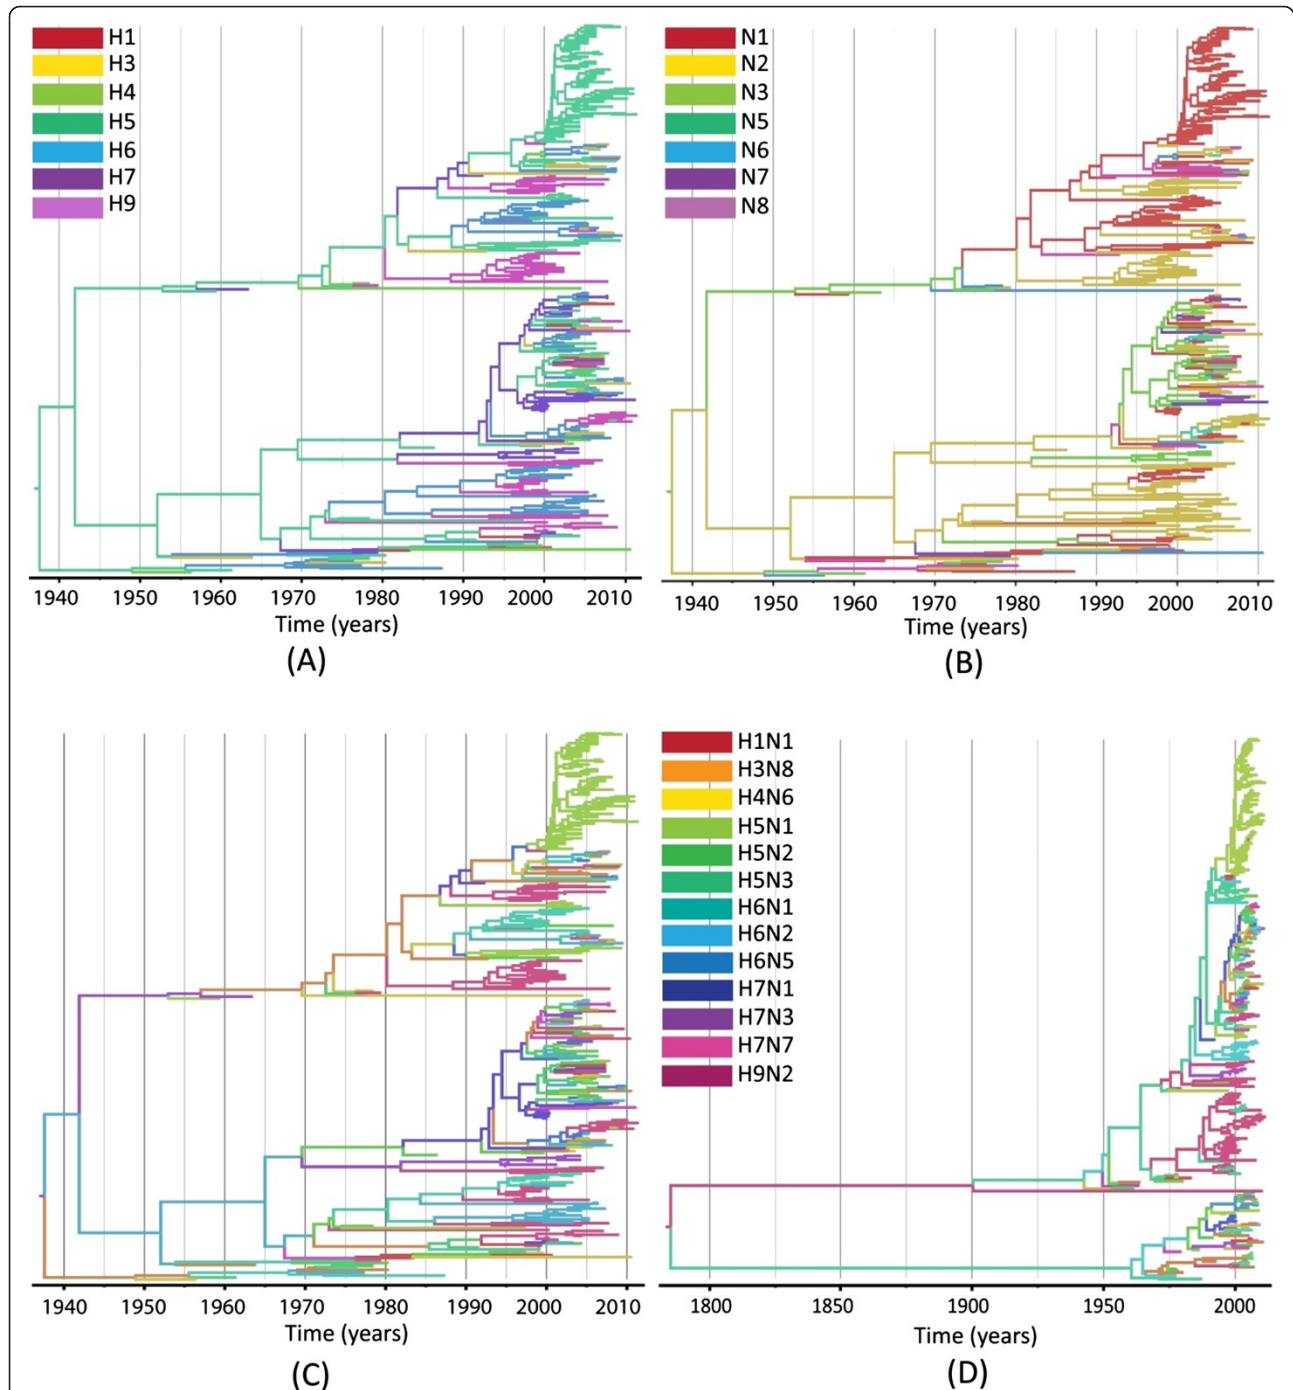 H1
H3
H4
H5
H6
H7
H9
1940 1950 1960 1970 1980 1990 2000 2010
Time (years)
(A)
N1
N2
N3
N5
N6
N7
N8
1940 1950 1960 1970 1980 1990 2000 2010
Time (years)
(B)
1940 1950 1960 1970 1980 1990 2000 2010
Time (years)
(C)
H1N1
H3N8
H4N6
H5N1
H5N2
H5N3
H6N1
H6N2
H6N5
H7N1
H7N3
H7N7
H9N2
1800 1850 1900 1950 2000
Time (years)
(D)